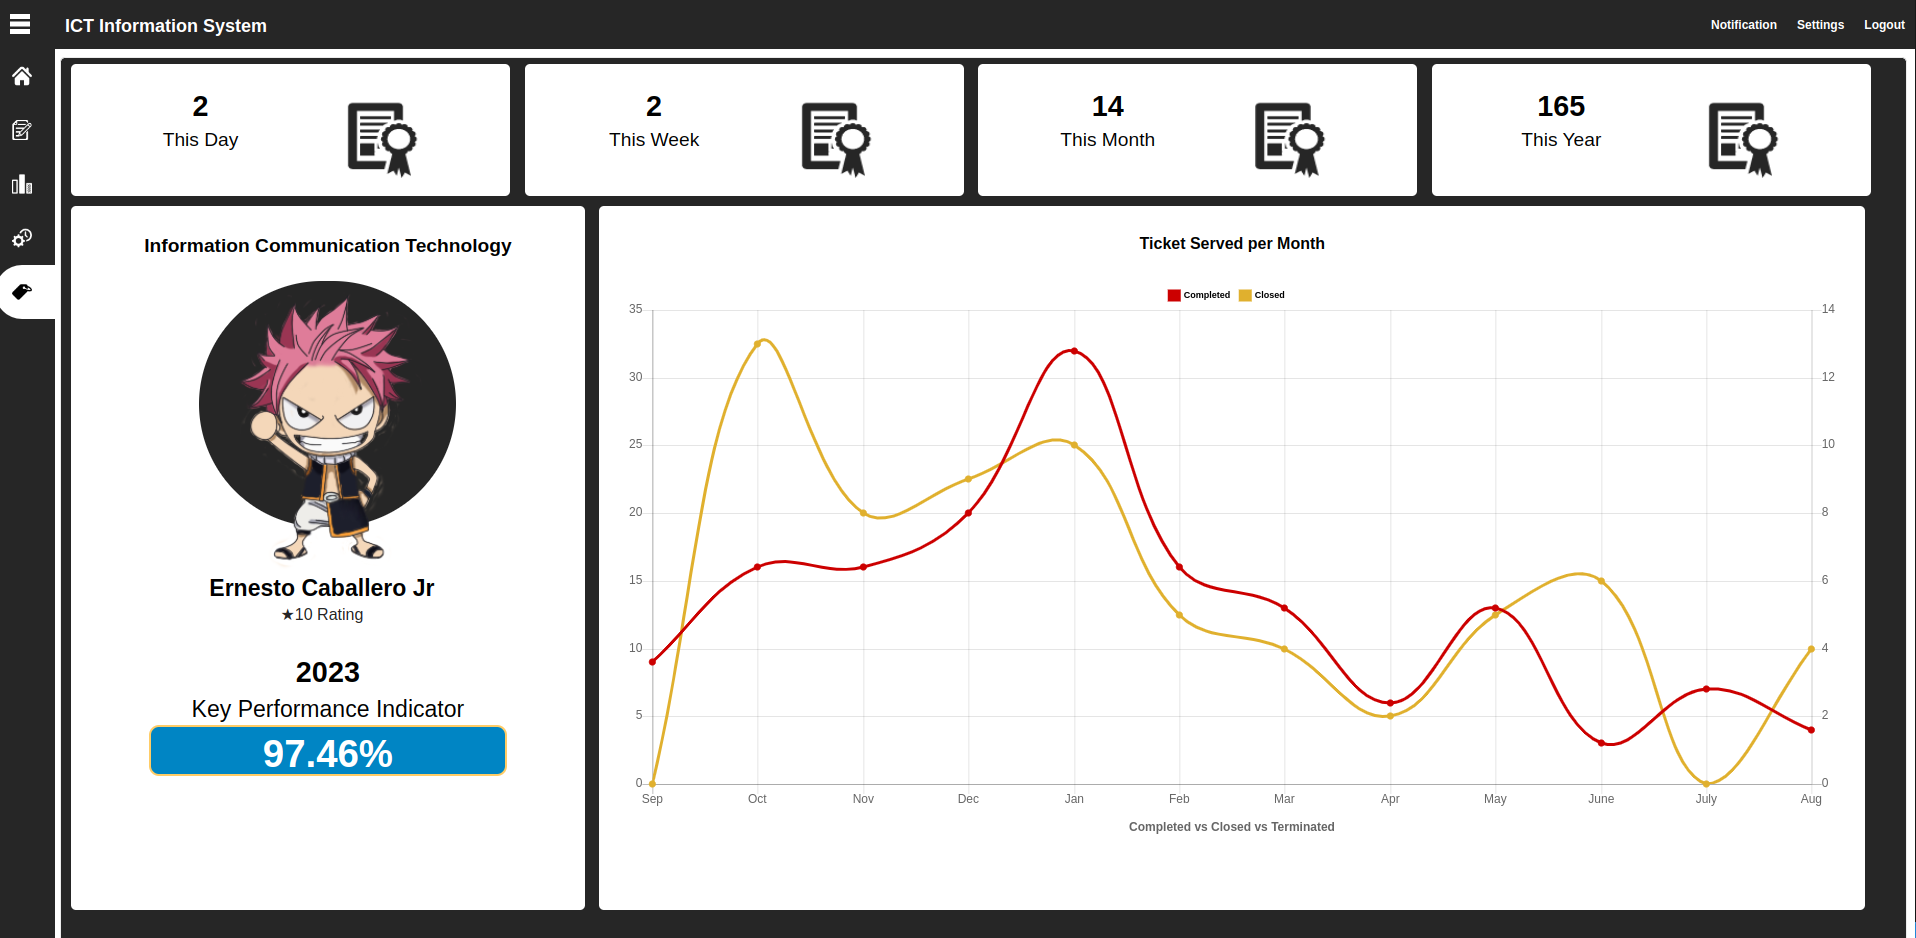 ICT Information System
Notification Settings Logout
2
This Day
2
This Week
14
This Month
165
This Year
Information Communication Technology
Ernesto Caballero Jr
★10 Rating
2023
Key Performance Indicator
97.46%
Ticket Served per Month
Completed Closed
35 14
30 12
25 10
20 8
15 6
10 4
5 2
0 0
Sep Oct Nov Dec Jan Feb Mar Apr May June July Aug
Completed vs Closed vs Terminated